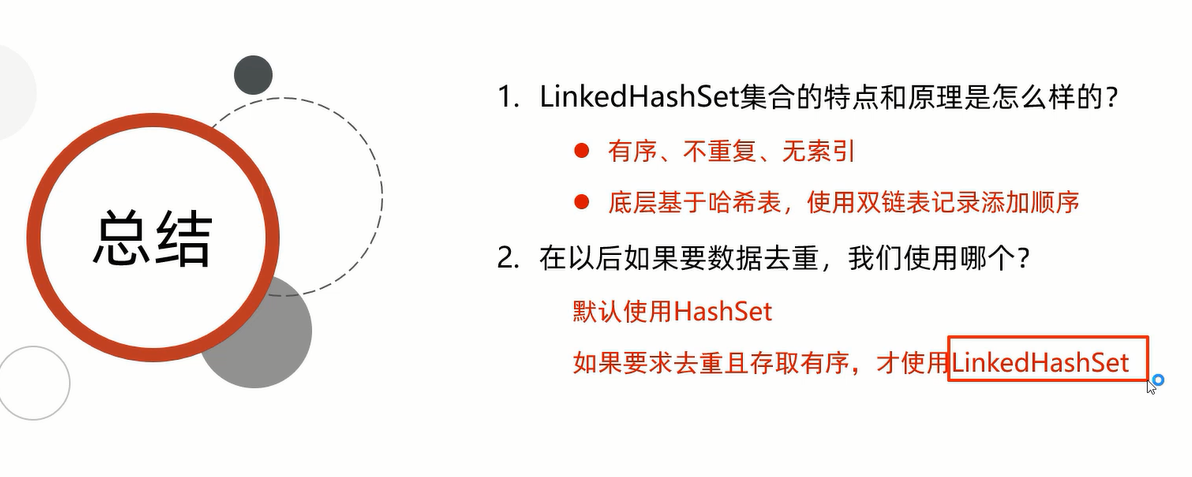 总结
1. LinkedHashSet集合的特点和原理是怎么样的?
● 有序、不重复、无索引
● 底层基于哈希表，使用双链表记录添加顺序
2. 在以后如果要数据去重，我们使用哪个?
默认使用HashSet
如果要求去重且存取有序，才使用LinkedHashSet